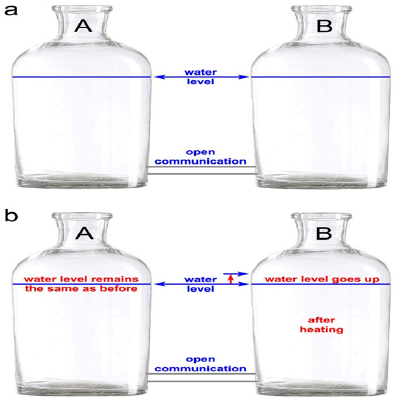 a
A
B
water
level
open
communication
b
A
B
water level remains
the same as before
water
level
water level goes up
after
heating
open
communication